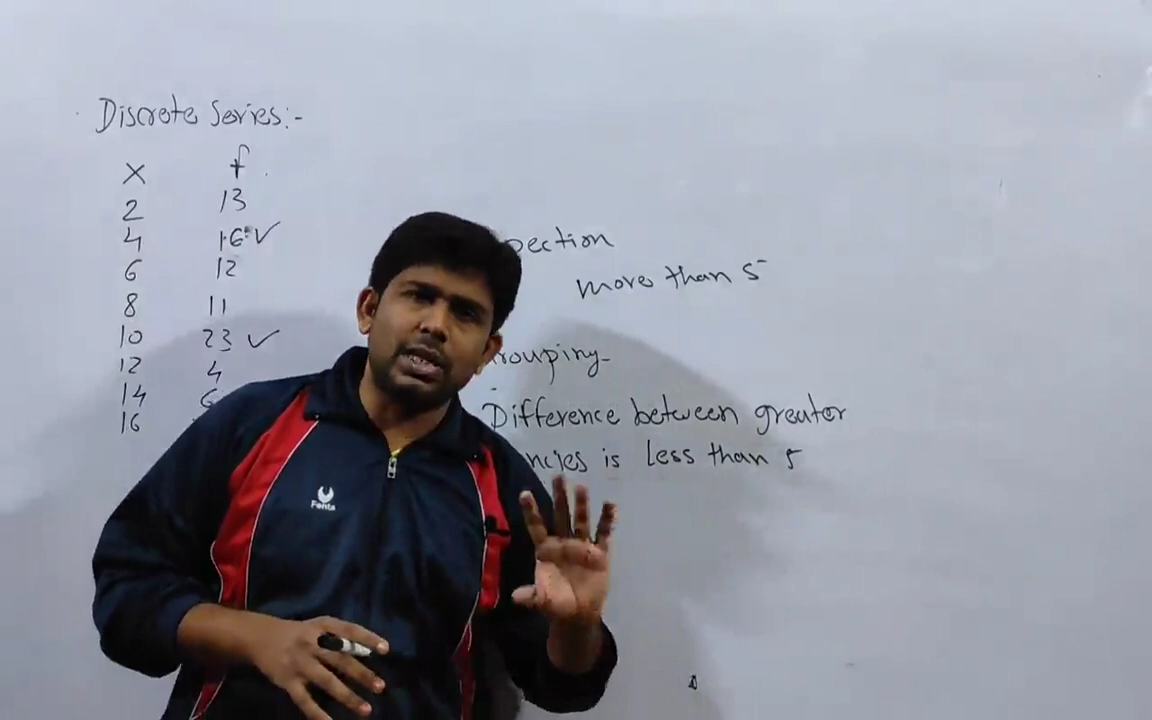 Discrete Series:-
X f
2 13
4 16 ✓
6 12
8 11
10 23 ✓
12 4
14 6
16
pection
more than 5
rouping
Difference between greater
ncies is less than 5
Fenta